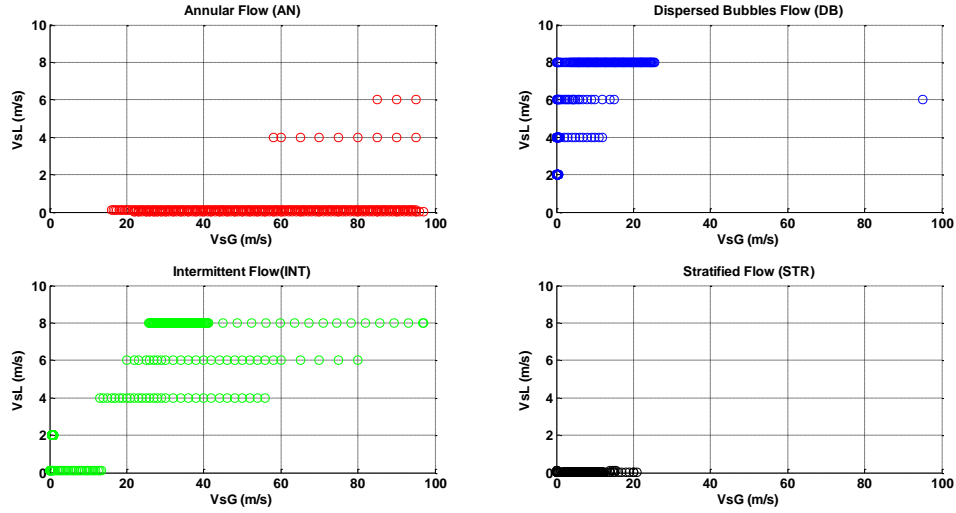 Annular Flow (AN)
10
8
6
4
2
0
VsL (m/s)
0 20 40 60 80 100
VsG (m/s)
Dispersed Bubbles Flow (DB)
10
8
6
4
2
0
VsL (m/s)
0 20 40 60 80 100
VsG (m/s)
Intermittent Flow(INT)
10
8
6
4
2
0
VsL (m/s)
0 20 40 60 80 100
VsG (m/s)
Stratified Flow (STR)
10
8
6
4
2
0
VsL (m/s)
0 20 40 60 80 100
VsG (m/s)